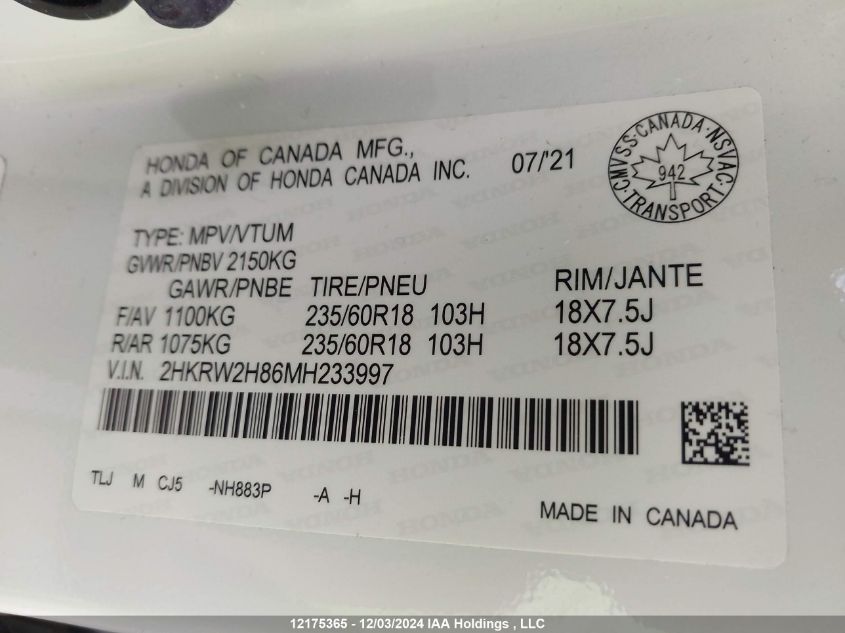 HONDA OF CANADA MFG.,
A DIVISION OF HONDA CANADA INC.
07/'21
CMVSS·CANADA·NSVAC·TRANSPORT·
942
TYPE: MPV/VTUM
GVWR/PNBV 2150KG
GAWR/PNBE TIRE/PNEU RIM/JANTE
F/AV 1100KG 235/60R18 103H 18X7.5J
R/AR 1075KG 235/60R18 103H 18X7.5J
V.I.N. 2HKRW2H86MH233997
TLJ M CJ5 -NH883P -A -H
MADE IN CANADA
12175365 - 12/03/2024 IAA Holdings , LLC